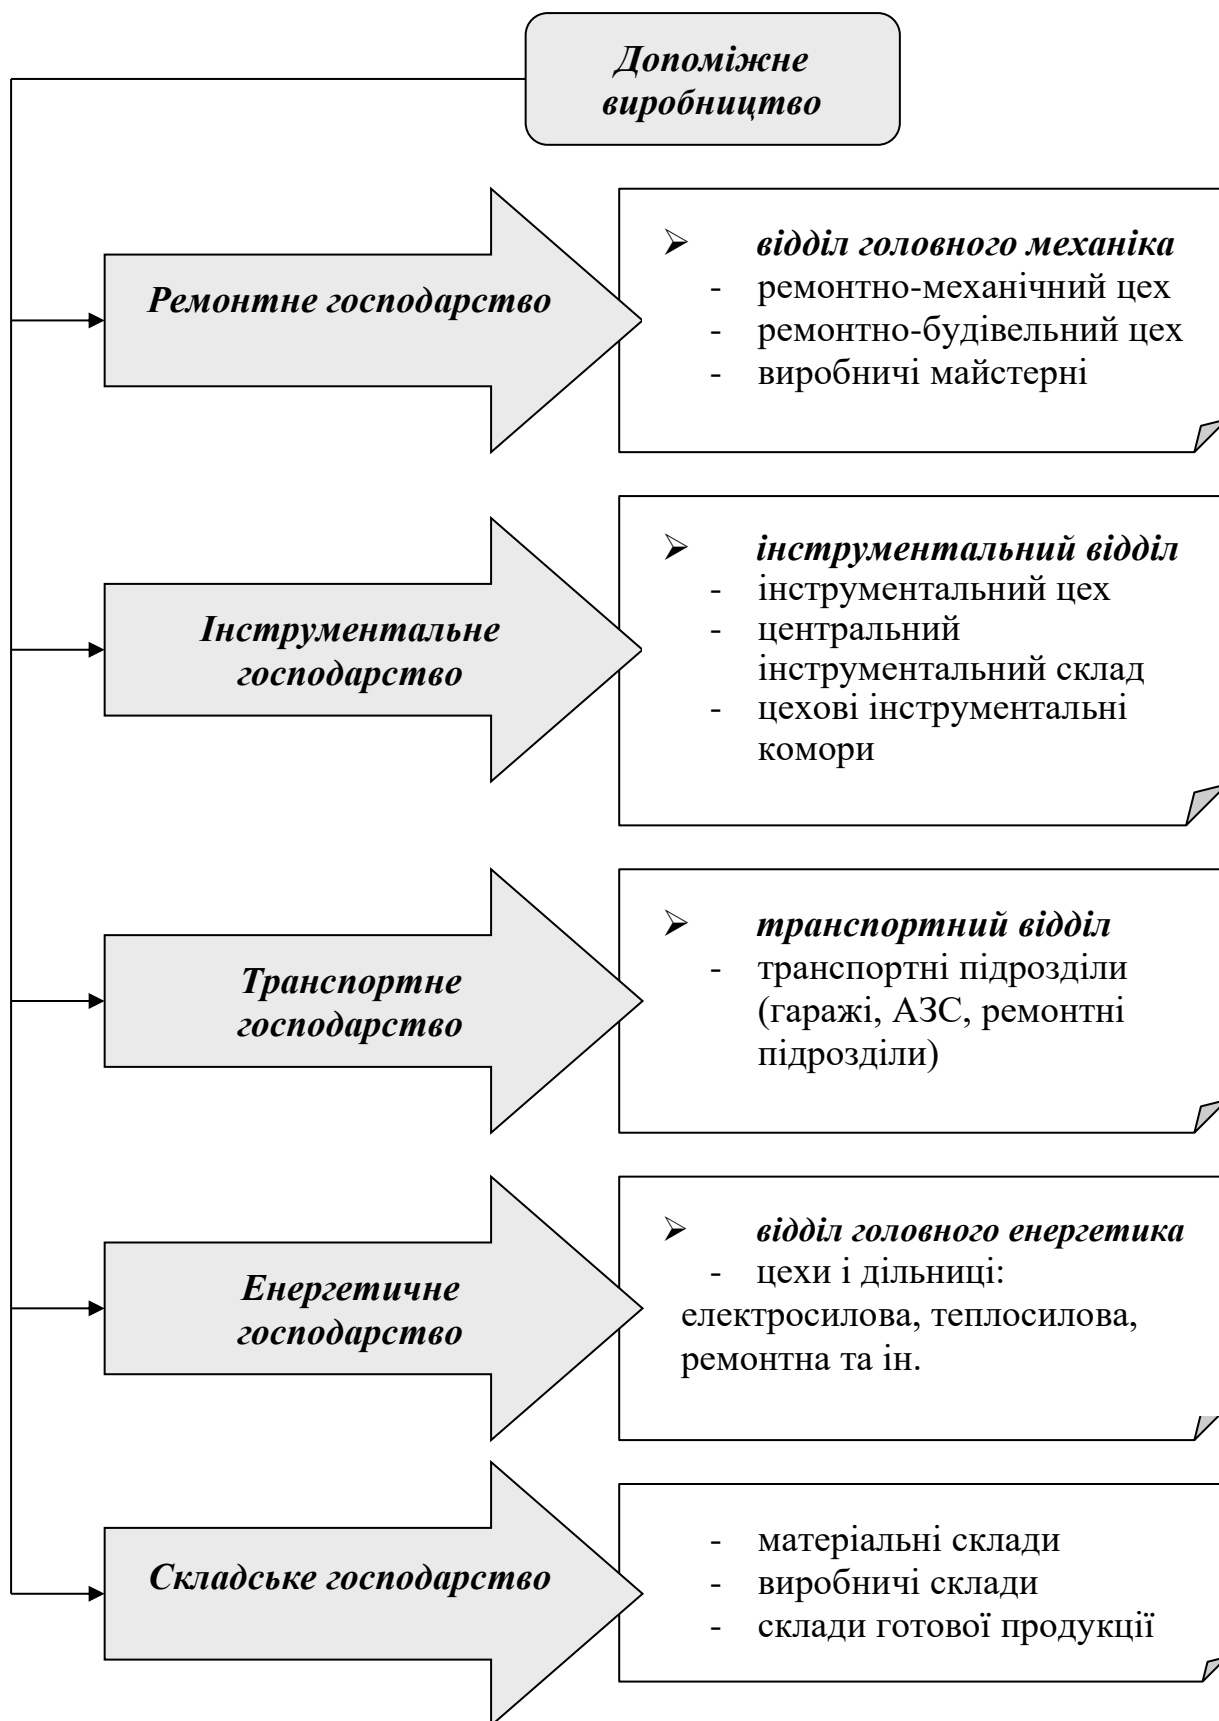 Допоміжне
виробництво
Ремонтне господарство
➢ відділ головного механіка
- ремонтно-механічний цех
- ремонтно-будівельний цех
- виробничі майстерні
Інструментальне
господарство
➢ інструментальний відділ
- інструментальний цех
- центральний
інструментальний склад
- цехові інструментальні
комори
Транспортне
господарство
➢ транспортний відділ
- транспортні підрозділи
(гаражі, АЗС, ремонтні
підрозділи)
Енергетичне
господарство
➢ відділ головного енергетика
- цехи і дільниці:
електросилова, теплосилова,
ремонтна та ін.
Складське господарство
- матеріальні склади
- виробничі склади
- склади готової продукції